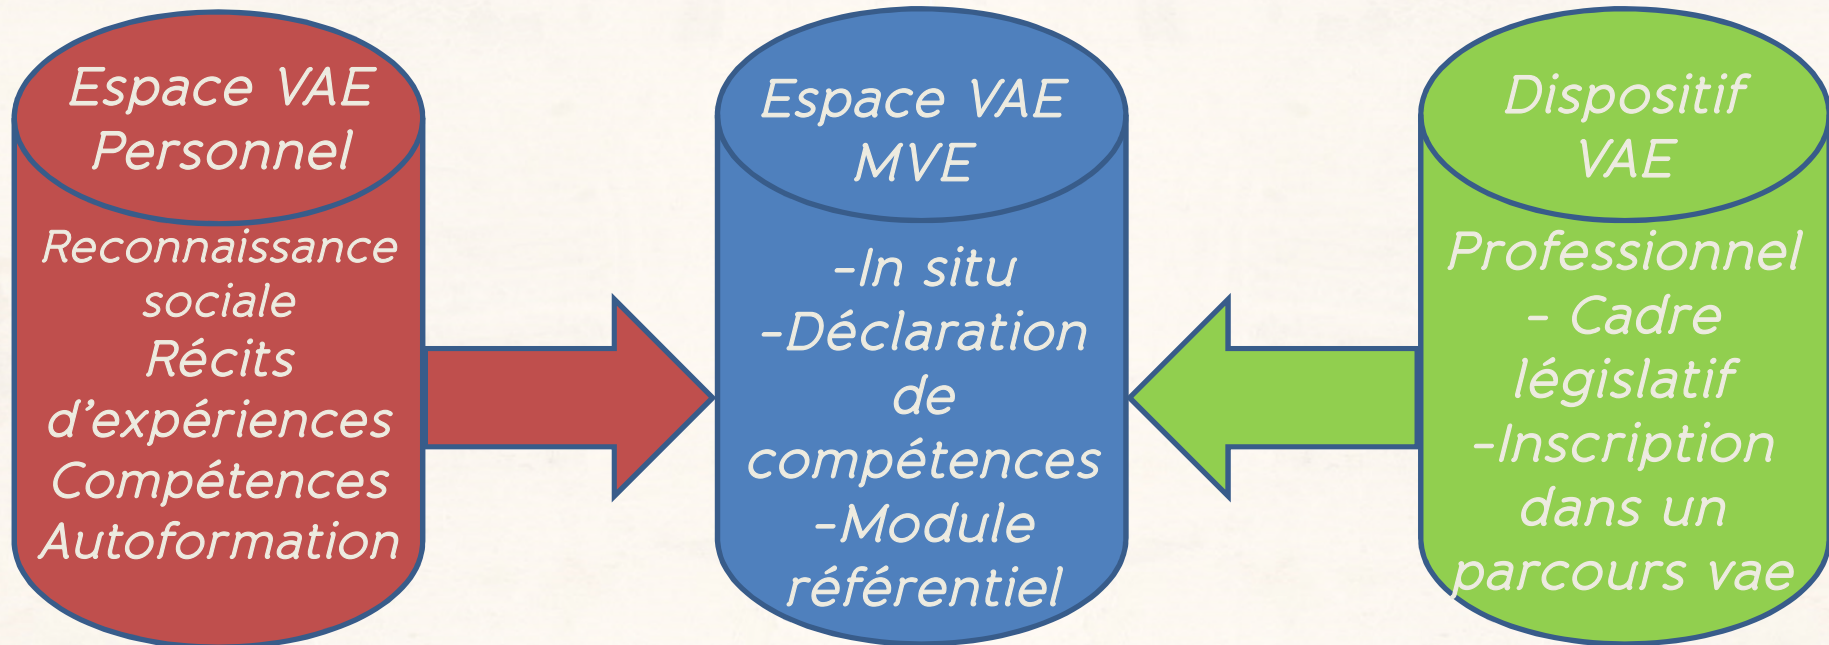 Espace VAE
Personnel
Reconnaissance
sociale
Récits
d'expériences
Compétences
Autoformation
Espace VAE
MVE
-In situ
-Déclaration
de
compétences
-Module
référentiel
Dispositif
VAE
Professionnel
- Cadre
législatif
-Inscription
dans un
parcours vae